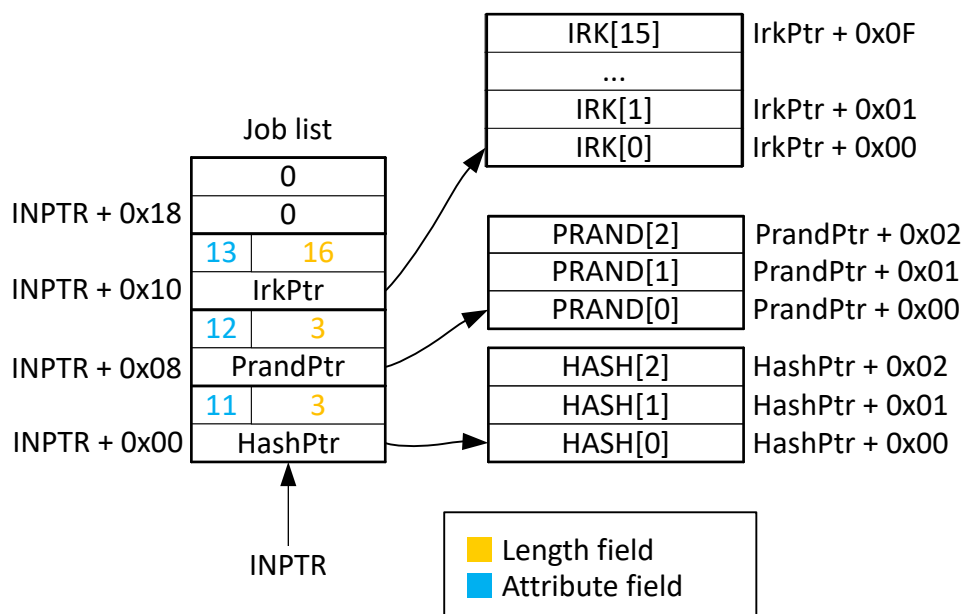 IRK[15] IrkPtr + 0x0F
...
IRK[1] IrkPtr + 0x01
IRK[0] IrkPtr + 0x00
Job list
0
INPTR + 0x18 0
13 16
INPTR + 0x10 IrkPtr
12 3
INPTR + 0x08 PrandPtr
11 3
INPTR + 0x00 HashPtr
PRAND[2] PrandPtr + 0x02
PRAND[1] PrandPtr + 0x01
PRAND[0] PrandPtr + 0x00
HASH[2] HashPtr + 0x02
HASH[1] HashPtr + 0x01
HASH[0] HashPtr + 0x00
INPTR
Length field
Attribute field